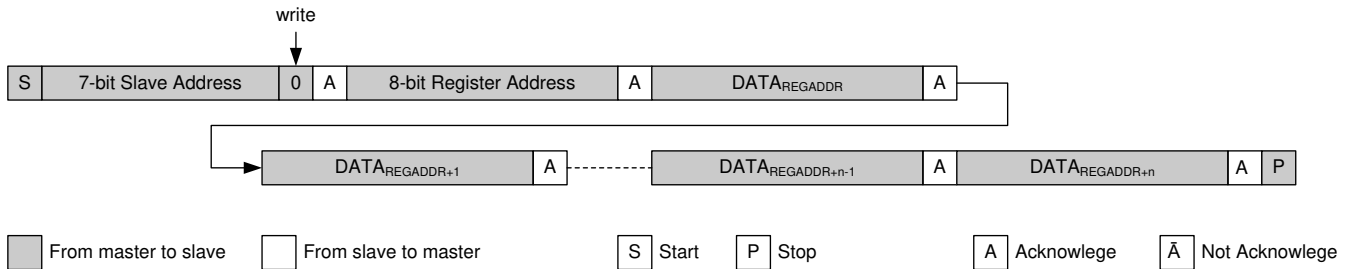 write
S 7-bit Slave Address 0 A 8-bit Register Address A DATAREGADDR A
DATAREGADDR+1 A DATAREGADDR+n-1 A DATAREGADDR+n A P
From master to slave From slave to master S Start P Stop A Acknowlege Ā Not Acknowlege